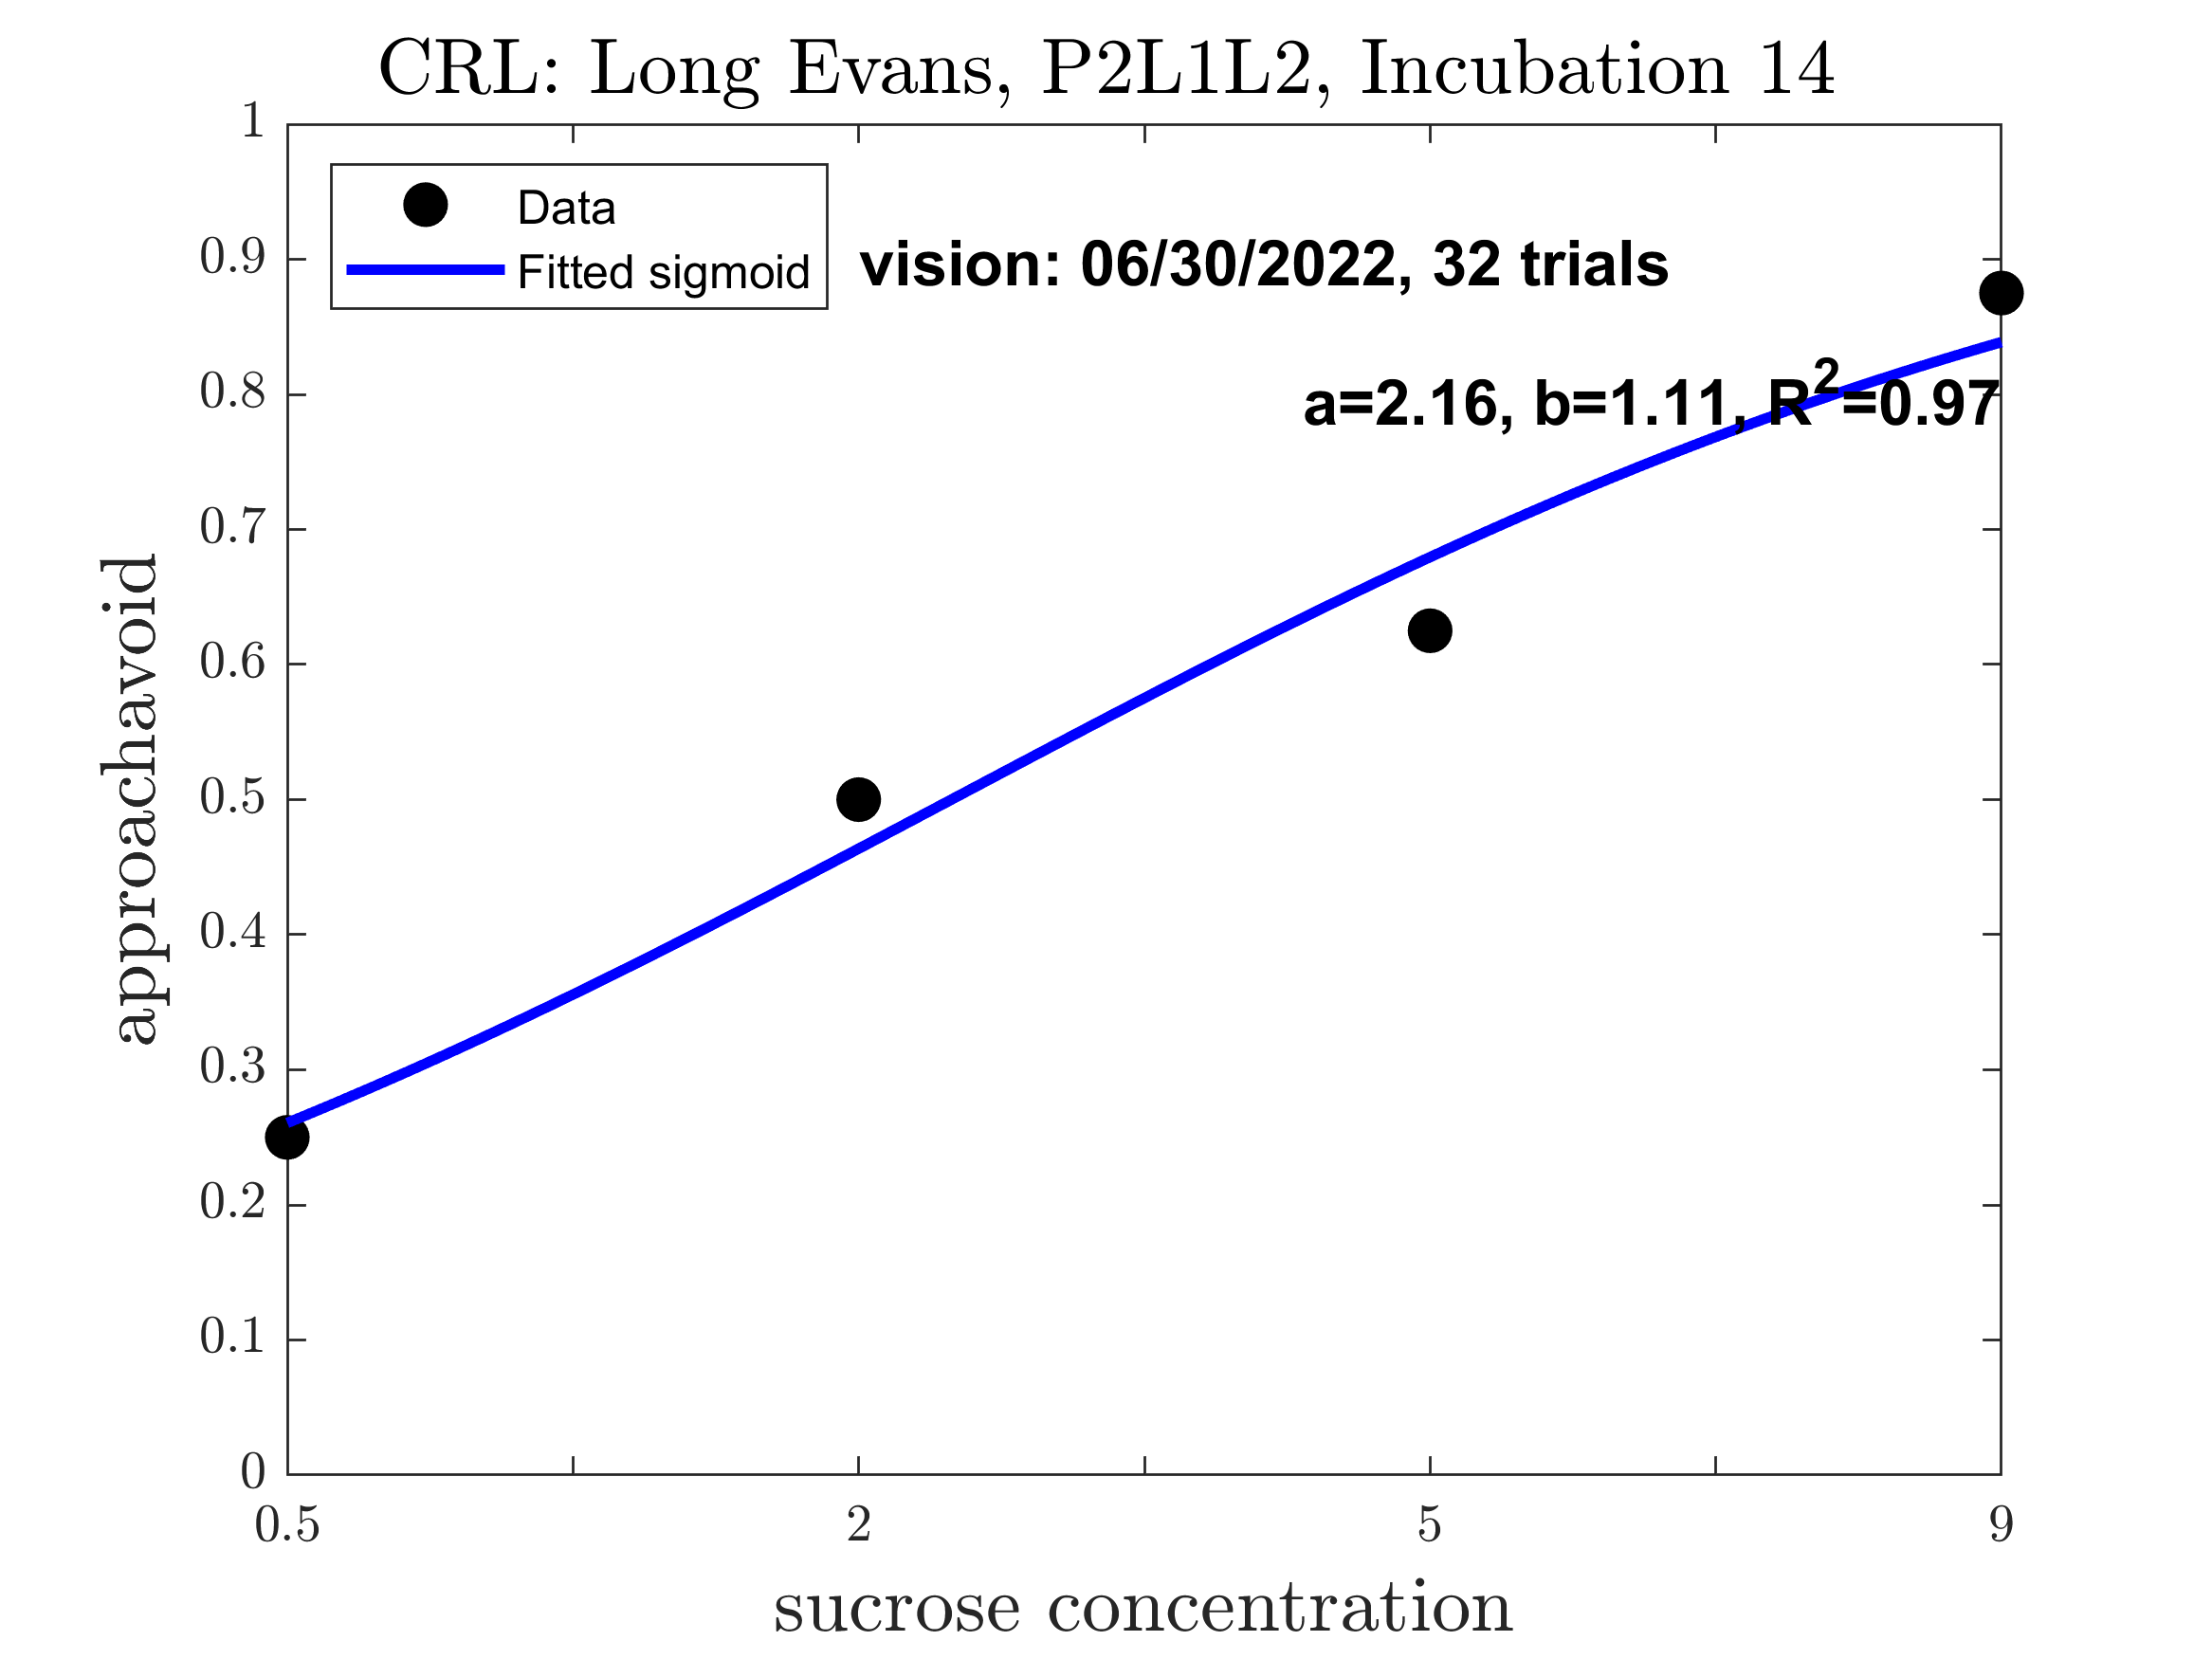 CRL: Long Evans, P2L1L2, Incubation 14
1
Data
Fitted sigmoid
vision: 06/30/2022, 32 trials
a=2.16, b=1.11, R²=0.97
0.9
0.8
0.7
0.6
0.5
0.4
0.3
0.2
0.1
0
approachavoid
0.5 2 5 9
sucrose concentration